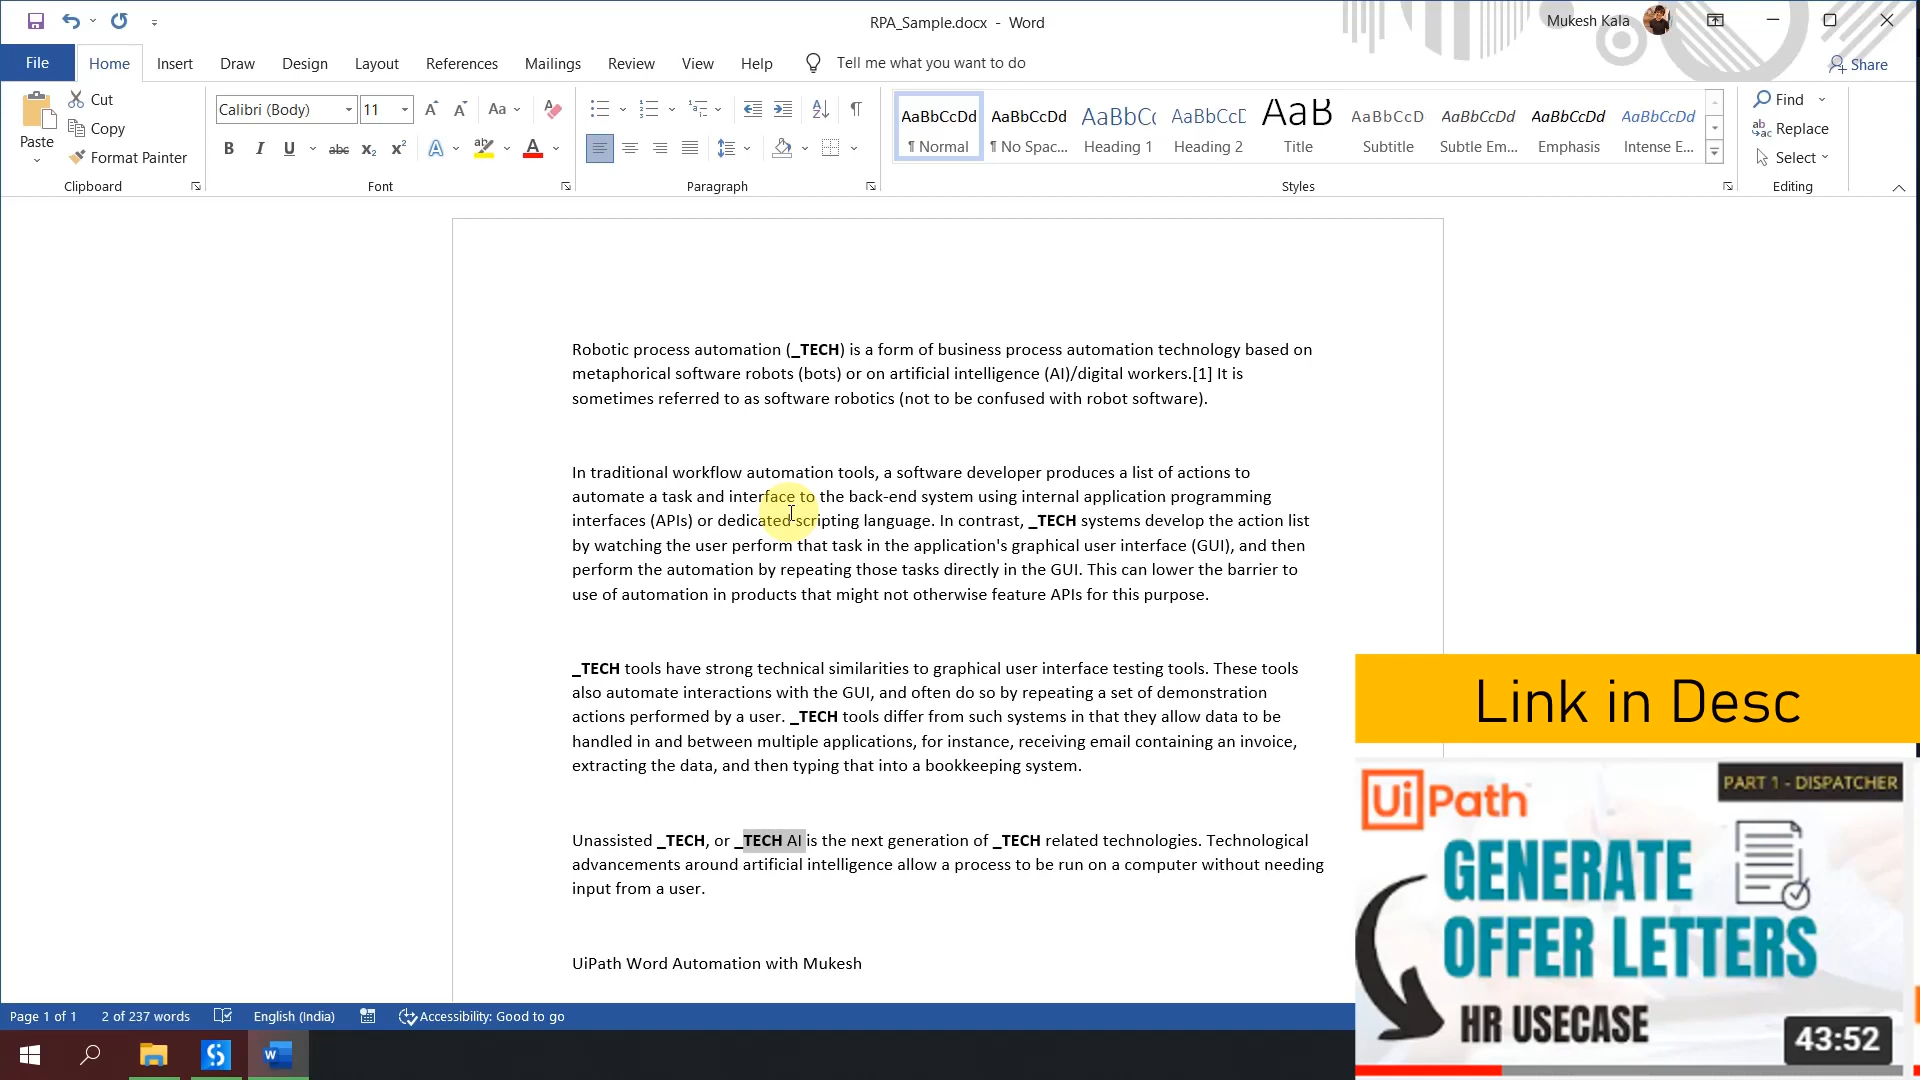 RPA_Sample.docx - Word
Mukesh Kala
File Home Insert Draw Design Layout References Mailings Review View Help Tell me what you want to do
Share
Paste
Cut
Copy
Format Painter
Clipboard
Calibri (Body) 11
Aa
B I U abc x₂ x²
A A
Font
Paragraph
AaBbCcDd AaBbCcDd AaBbCc AaBbCcD AaB AaBbCcD AaBbCcDd AaBbCcDd AaBbCcDd
¶ Normal ¶ No Spac... Heading 1 Heading 2 Title Subtitle Subtle Em... Emphasis Intense E...
Styles
Find
Replace
Select
Editing
Robotic process automation (_TECH) is a form of business process automation technology based on
metaphorical software robots (bots) or on artificial intelligence (AI)/digital workers.[1] It is
sometimes referred to as software robotics (not to be confused with robot software).
In traditional workflow automation tools, a software developer produces a list of actions to
automate a task and interface to the back-end system using internal application programming
interfaces (APIs) or dedicated scripting language. In contrast, _TECH systems develop the action list
by watching the user perform that task in the application's graphical user interface (GUI), and then
perform the automation by repeating those tasks directly in the GUI. This can lower the barrier to
use of automation in products that might not otherwise feature APIs for this purpose.
_TECH tools have strong technical similarities to graphical user interface testing tools. These tools
also automate interactions with the GUI, and often do so by repeating a set of demonstration
actions performed by a user. _TECH tools differ from such systems in that they allow data to be
handled in and between multiple applications, for instance, receiving email containing an invoice,
extracting the data, and then typing that into a bookkeeping system.
Unassisted _TECH, or _TECH AI is the next generation of _TECH related technologies. Technological
advancements around artificial intelligence allow a process to be run on a computer without needing
input from a user.
UiPath Word Automation with Mukesh
Link in Desc
UiPath
PART 1 - DISPATCHER
GENERATE
OFFER LETTERS
HR USECASE
43:52
Page 1 of 1 2 of 237 words English (India) Accessibility: Good to go